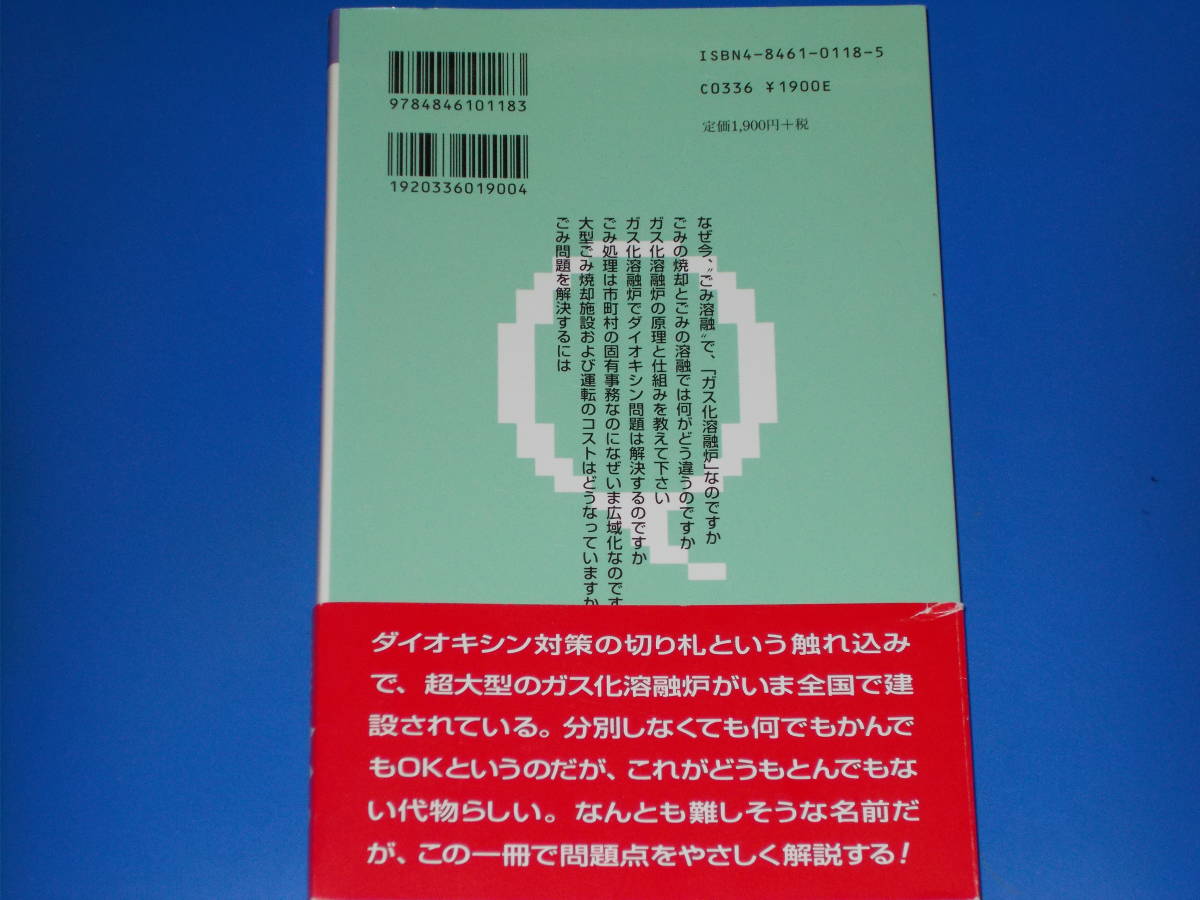 ISBN4-8461-0118-5
C0336 ¥1900E
定価1,900円+税
9784846101183
1920336019004
なぜ今、〝ごみ溶融〟で、「ガス化溶融炉」なのですか
ごみの焼却とごみの溶融では何がどう違うのですか
ガス化溶融炉の原理と仕組みを教えて下さい
ガス化溶融炉でダイオキシン問題は解決するのですか
ごみ処理は市町村の固有事務なのになぜいま広域化なのです
大型ごみ焼却施設および運転のコストはどうなっていますか
ごみ問題を解決するには
ダイオキシン対策の切り札という触れ込み
で、超大型のガス化溶融炉がいま全国で建
設されている。分別しなくても何でもかんで
もOKというのだが、これがどうもとんでもな
い代物らしい。なんとも難しそうな名前だ
が、この一冊で問題点をやさしく解説する!